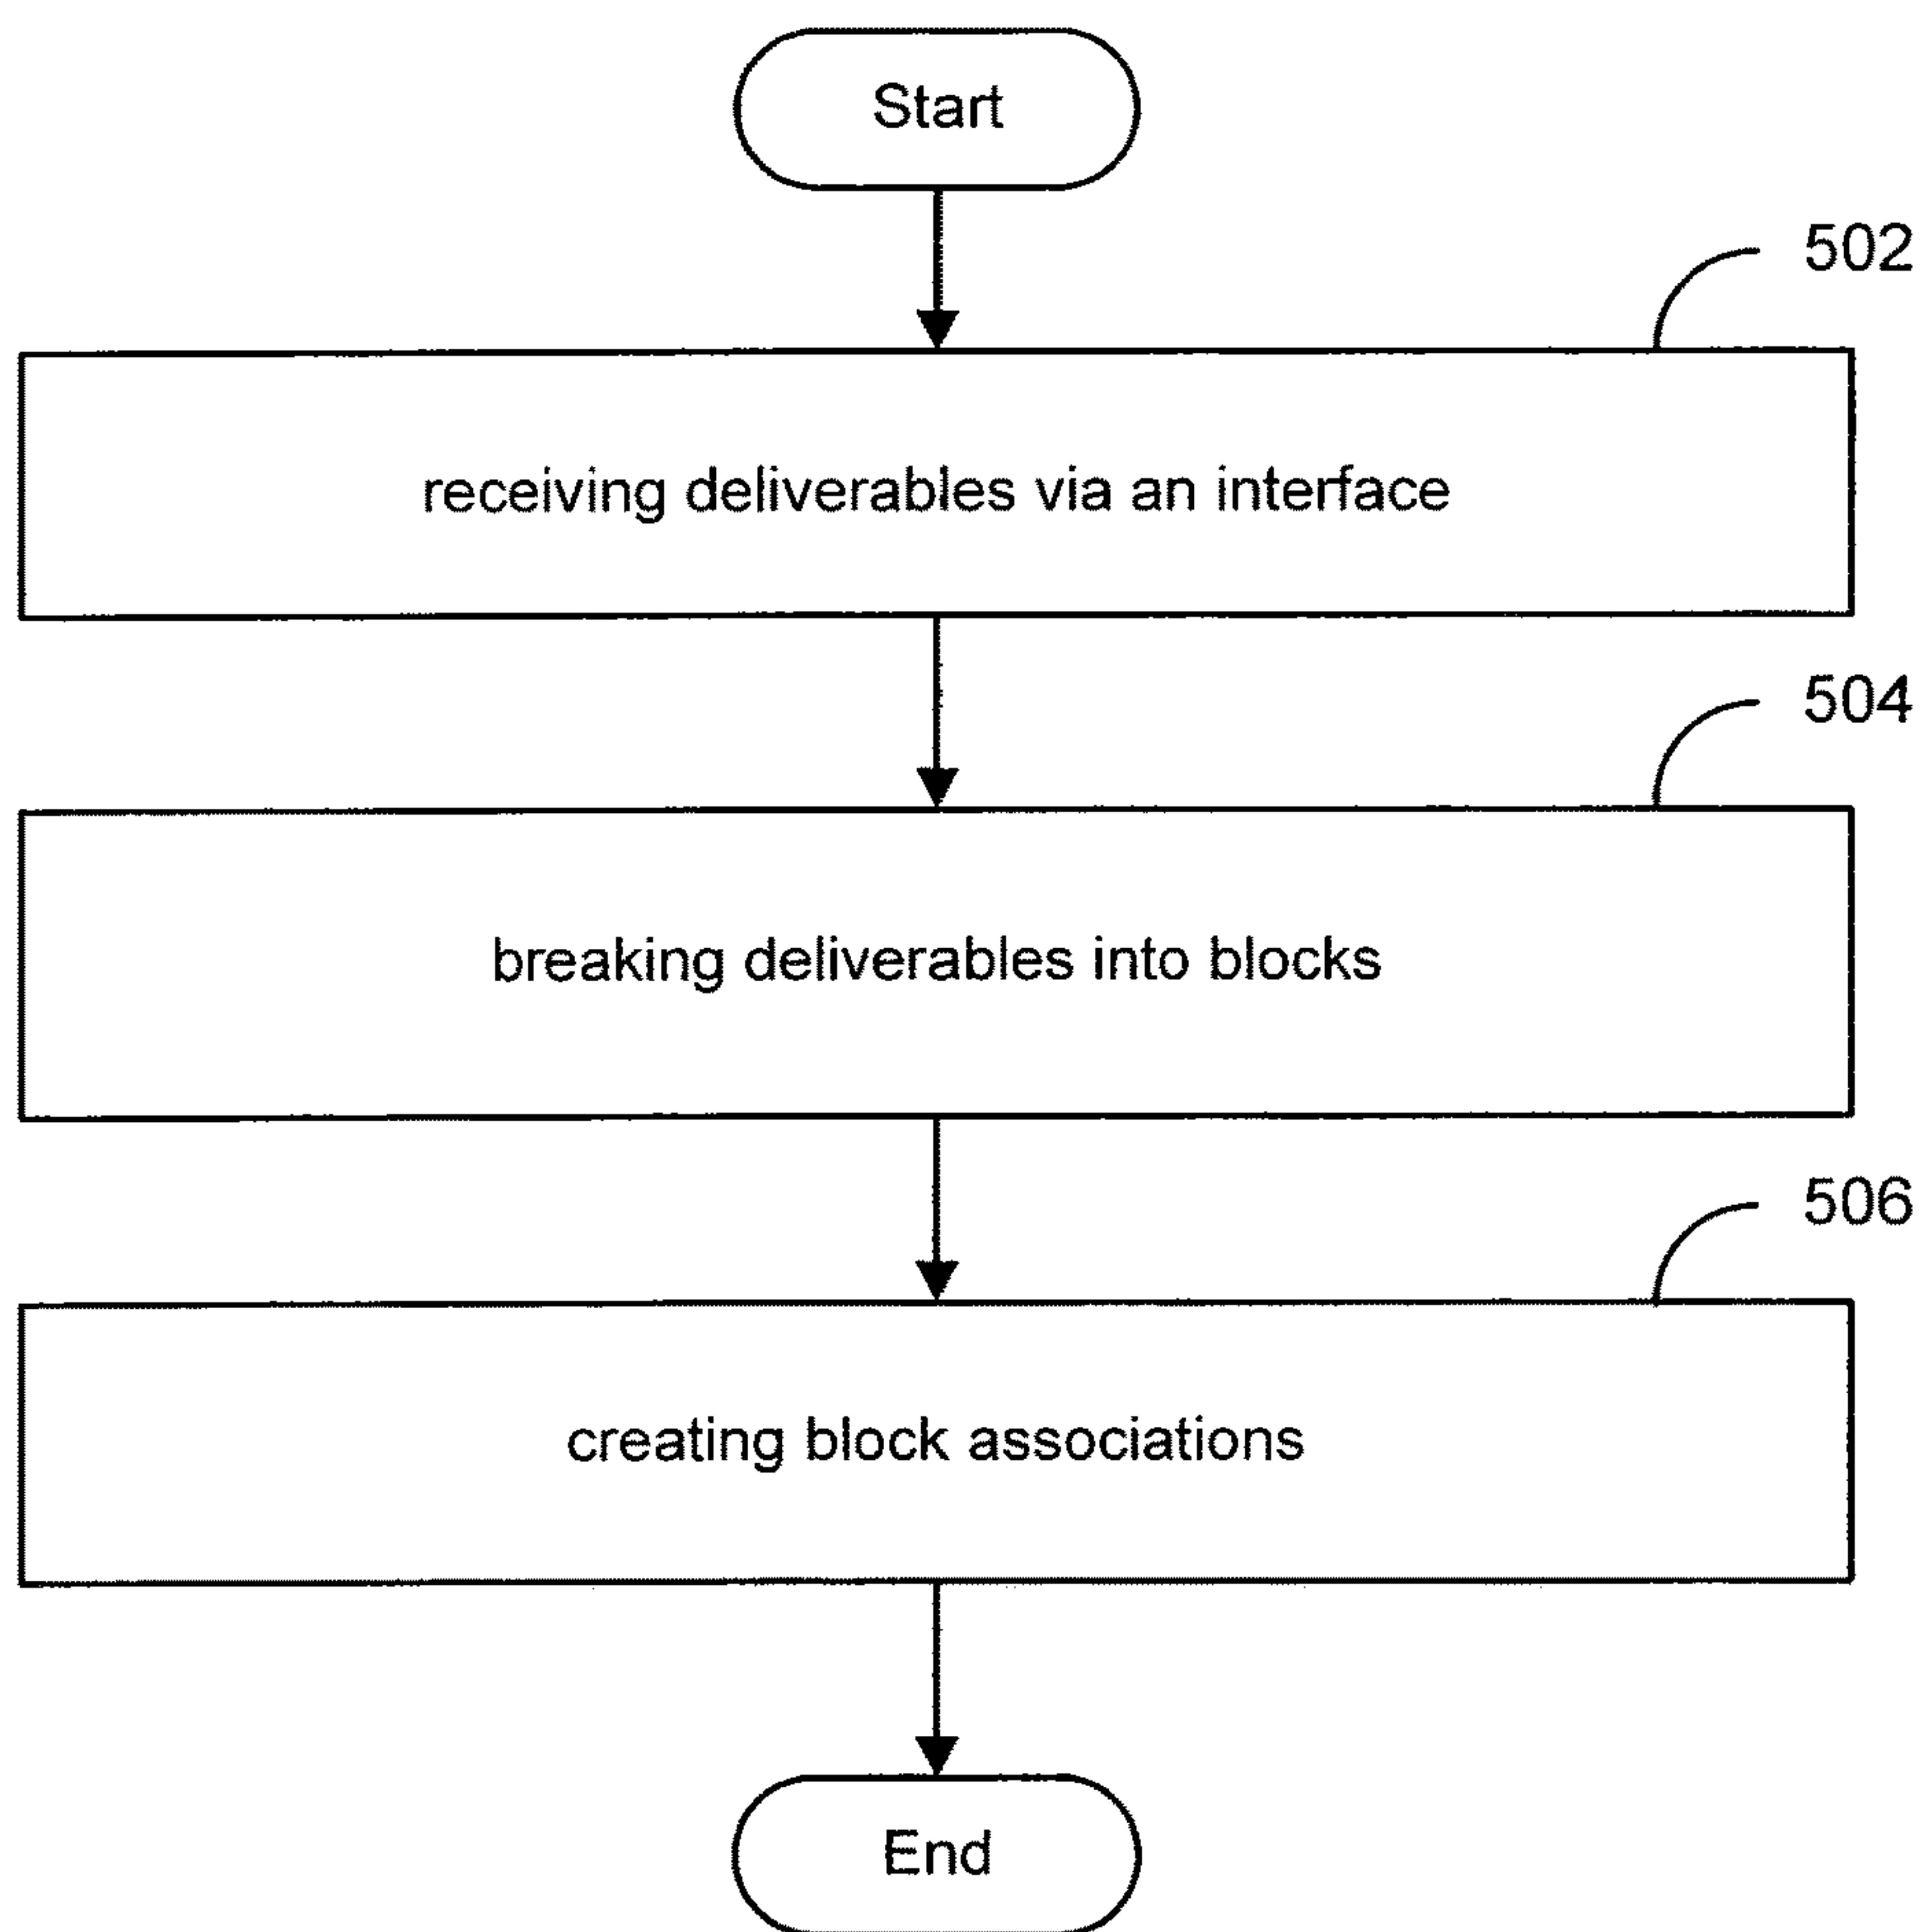 Start
502
receiving deliverables via an interface
504
breaking deliverables into blocks
506
creating block associations
End